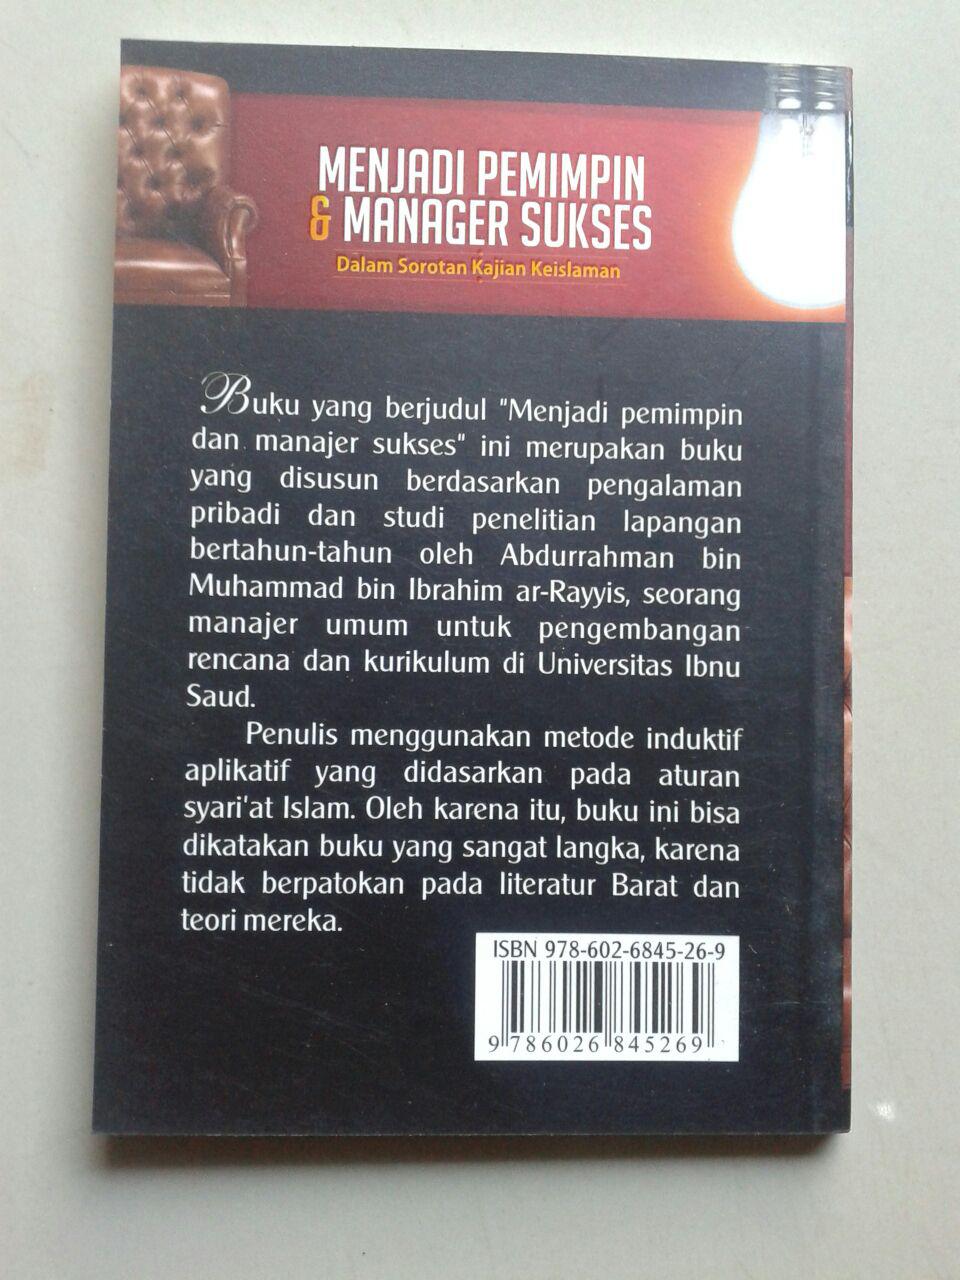 MENJADI PEMIMPIN
& MANAGER SUKSES
Dalam Sorotan Kajian Keislaman
Buku yang berjudul "Menjadi pemimpin
dan manajer sukses" ini merupakan buku
yang disusun berdasarkan pengalaman
pribadi dan studi penelitian lapangan
bertahun-tahun oleh Abdurrahman bin
Muhammad bin Ibrahim ar-Rayyis, seorang
manajer umum untuk pengembangan
rencana dan kurikulum di Universitas Ibnu
Saud.
Penulis menggunakan metode induktif
aplikatif yang didasarkan pada aturan
syari'at Islam. Oleh karena itu, buku ini bisa
dikatakan buku yang sangat langka, karena
tidak berpatokan pada literatur Barat dan
teori mereka.
ISBN 978-602-6845-26-9
9 786026 845269